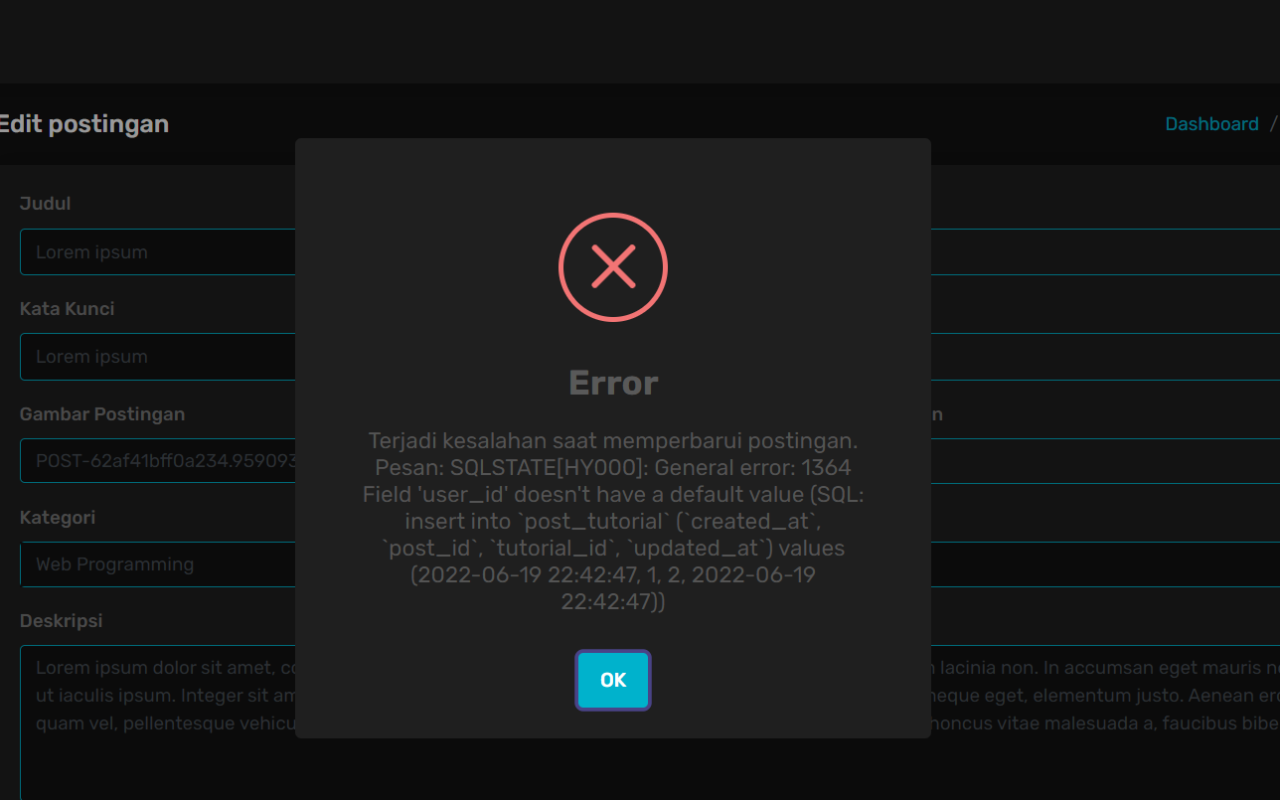 Edit postingan
Dashboard /
Judul
Lorem ipsum
Kata Kunci
Lorem ipsum
Gambar Postingan
n
POST-62af41bff0a234.959093
Kategori
Web Programming
Deskripsi
Lorem ipsum dolor sit amet, co
lacinia non. In accumsan eget mauris
ut iaculis ipsum. Integer sit am
neque eget, elementum justo. Aenean
quam vel, pellentesque vehicu
rhoncus vitae malesuada a, faucibus bibe
Error
Terjadi kesalahan saat memperbarui postingan.
Pesan: SQLSTATE[HY000]: General error: 1364
Field 'user_id' doesn't have a default value (SQL:
insert into `post_tutorial` (`created_at`,
`post_id`, `tutorial_id`, `updated_at`) values
(2022-06-19 22:42:47, 1, 2, 2022-06-19
22:42:47))
OK